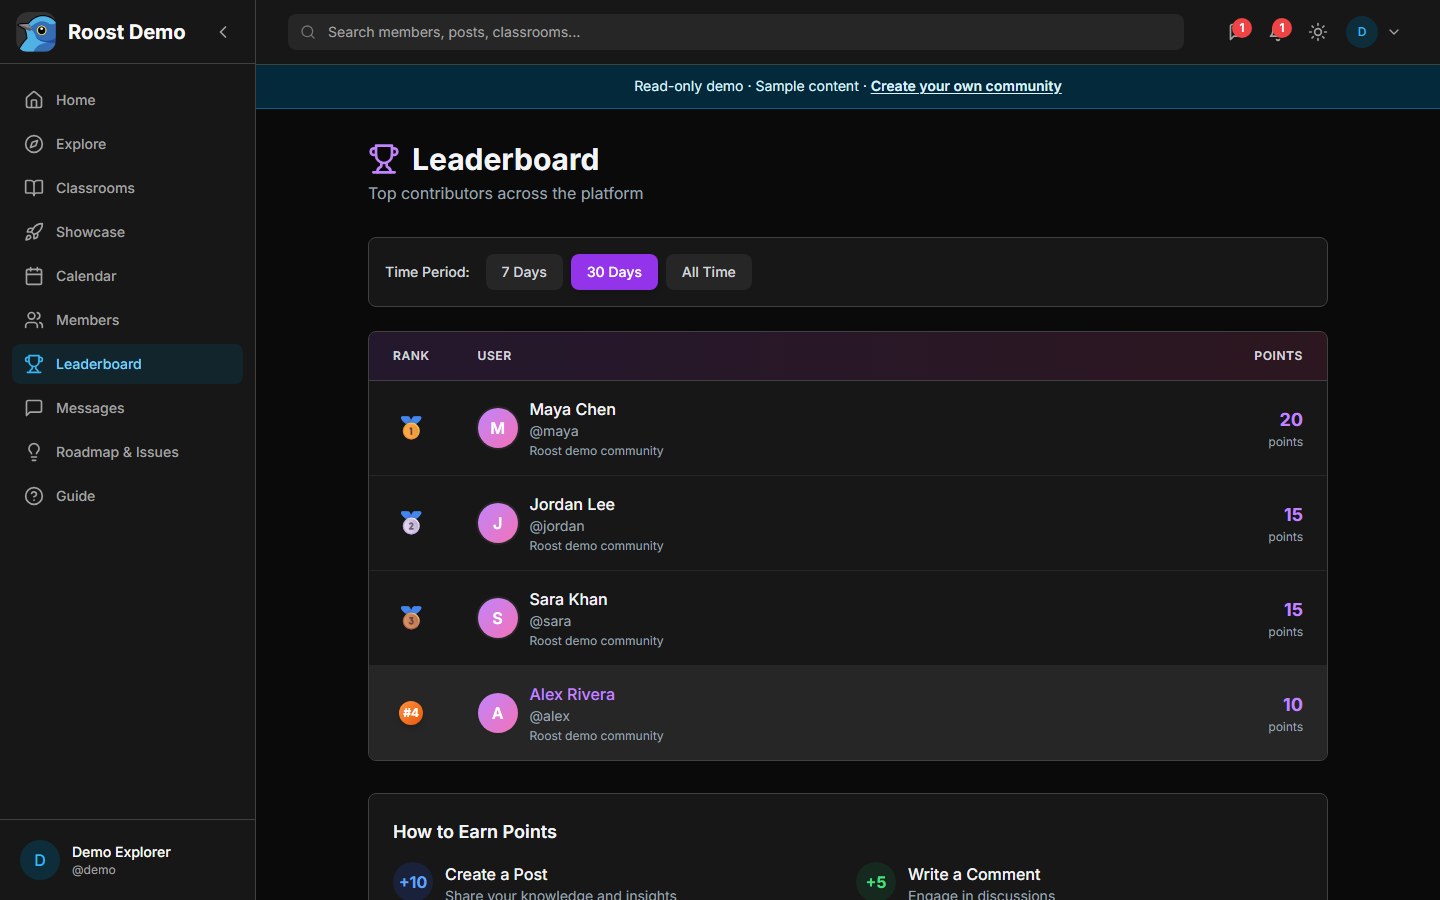 Roost Demo
Search members, posts, classrooms...
1
1
D
Read-only demo · Sample content · Create your own community
Home
Explore
Classrooms
Showcase
Calendar
Members
Leaderboard
Messages
Roadmap & Issues
Guide
Demo Explorer
@demo
D
Leaderboard
Top contributors across the platform
Time Period: 7 Days 30 Days All Time
RANK USER POINTS
1
M
Maya Chen
@maya
Roost demo community
20
points
2
J
Jordan Lee
@jordan
Roost demo community
15
points
3
S
Sara Khan
@sara
Roost demo community
15
points
#4
A
Alex Rivera
@alex
Roost demo community
10
points
How to Earn Points
+10
Create a Post
Share your knowledge and insights
+5
Write a Comment
Engage in discussions